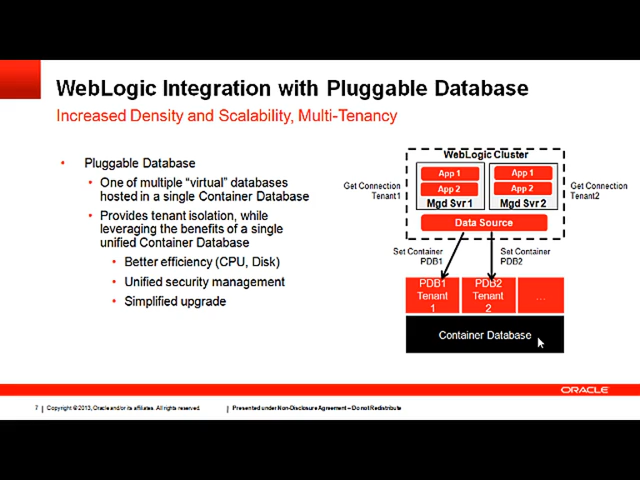 WebLogic Integration with Pluggable Database
Increased Density and Scalability, Multi-Tenancy
• Pluggable Database
• One of multiple “virtual” databases
hosted in a single Container Database
• Provides tenant isolation, while
leveraging the benefits of a single
unified Container Database
• Better efficiency (CPU, Disk)
• Unified security management
• Simplified upgrade
WebLogic Cluster
App 1
App 2
Mgd Svr 1
App 1
App 2
Mgd Svr 2
Get Connection
Tenant1
Get Connection
Tenant2
Data Source
Set Container
PDB1
Set Container
PDB2
PDB1
Tenant
1
PDB2
Tenant
2
...
Container Database
ORACLE
7 | Copyright © 2013, Oracle and/or its affiliates. All rights reserved. | Presented under Non-Disclosure Agreement – Do not Redistribute